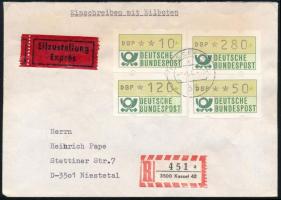 Einschreiben mit Eilboten
Eilzustellung
Exprès
DBP **10
DEUTSCHE
BUNDESPOST
DBP *280
DEUTSCHE
BUNDESPOST
DBP *120
DEUTSCHE
BUNDESPOST
DBP **50
DEUTSCHE
BUNDESPOST
Herrn
Heinrich Pape
Stettiner Str.7
D-3501 Niestetal
R
451 a
3500 Kassel 42